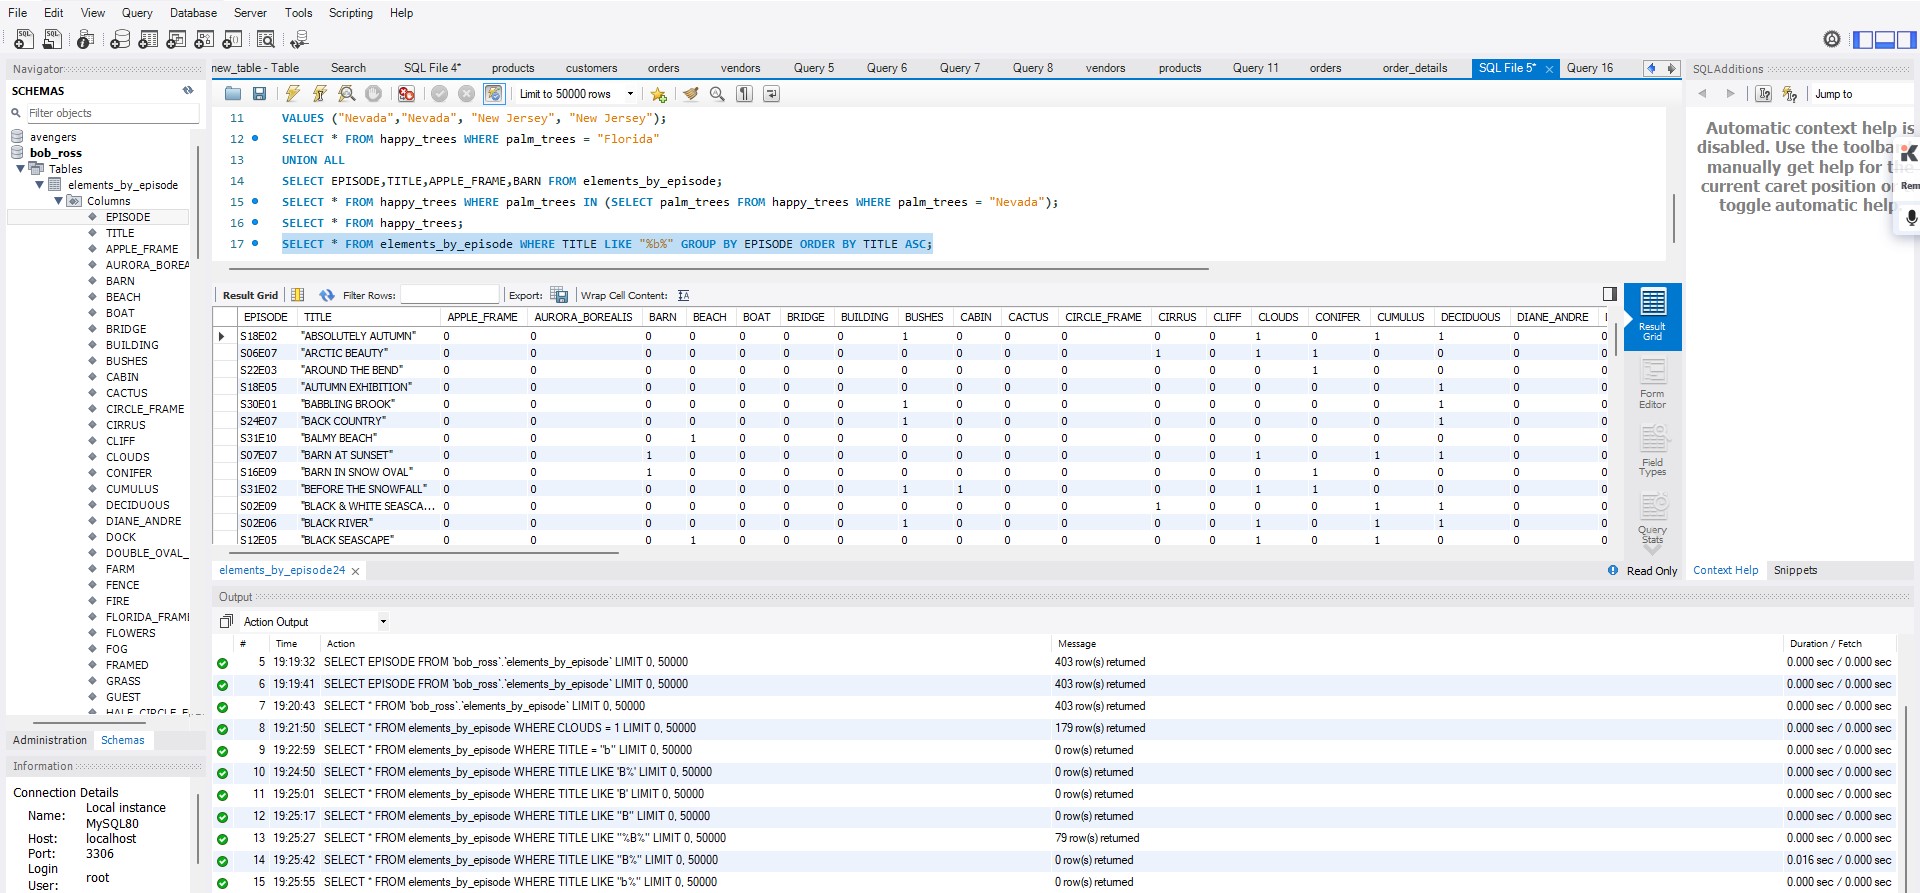 File Edit View Query Database Server Tools Scripting Help
Navigator
SCHEMAS
Filter objects
avengers
bob_ross
Tables
elements_by_episode
Columns
EPISODE
TITLE
APPLE_FRAME
AURORA_BOREA
BARN
BEACH
BOAT
BRIDGE
BUILDING
BUSHES
CABIN
CACTUS
CIRCLE_FRAME
CIRRUS
CLIFF
CLOUDS
CONIFER
CUMULUS
DECIDUOUS
DIANE_ANDRE
DOCK
DOUBLE_OVAL_
FARM
FENCE
FIRE
FLORIDA_FRAME
FLOWERS
FOG
FRAMED
GRASS
GUEST
Administration Schemas
Information
Connection Details
Name: Local instance
MySQL80
Host: localhost
Port: 3306
Login
User: root
new_table - Table Search SQL File 4* products customers orders vendors Query 5 Query 6 Query 7 Query 8 vendors products Query 11 orders order_details SQL File 5* Query 16
Limit to 50000 rows
11 VALUES ("Nevada","Nevada", "New Jersey", "New Jersey");
12 SELECT * FROM happy_trees WHERE palm_trees = "Florida"
13 UNION ALL
14 SELECT EPISODE,TITLE,APPLE_FRAME,BARN FROM elements_by_episode;
15 SELECT * FROM happy_trees WHERE palm_trees IN (SELECT palm_trees FROM happy_trees WHERE palm_trees = "Nevada");
16 SELECT * FROM happy_trees;
17 SELECT * FROM elements_by_episode WHERE TITLE LIKE "%b%" GROUP BY EPISODE ORDER BY TITLE ASC;
Result Grid Filter Rows: Export: Wrap Cell Content: IA
EPISODE TITLE APPLE_FRAME AURORA_BOREALIS BARN BEACH BOAT BRIDGE BUILDING BUSHES CABIN CACTUS CIRCLE_FRAME CIRRUS CLIFF CLOUDS CONIFER CUMULUS DECIDUOUS DIANE_ANDRE
S18E02 "ABSOLUTELY AUTUMN" 0 0 0 0 0 0 0 1 0 0 0 0 0 1 0 1 1 0 0
S06E07 "ARCTIC BEAUTY" 0 0 0 0 0 0 0 0 0 0 0 1 0 1 1 0 0 0 0
S22E03 "AROUND THE BEND" 0 0 0 0 0 0 0 0 0 0 0 0 0 0 1 0 0 0 0
S18E05 "AUTUMN EXHIBITION" 0 0 0 0 0 0 0 0 0 0 0 0 0 0 0 0 1 0 0
S30E01 "BABBLING BROOK" 0 0 0 0 0 0 0 1 0 0 0 0 0 0 0 0 1 0 0
S24E07 "BACK COUNTRY" 0 0 0 0 0 0 0 1 0 0 0 0 0 0 0 0 1 0 0
S31E10 "BALMY BEACH" 0 0 0 1 0 0 0 0 0 0 0 0 0 0 0 0 0 0 0
S07E07 "BARN AT SUNSET" 0 0 1 0 0 0 0 0 0 0 0 0 0 1 0 1 1 0 0
S16E09 "BARN IN SNOW OVAL" 0 0 1 0 0 0 0 0 0 0 0 0 0 0 1 0 0 0 0
S31E02 "BEFORE THE SNOWFALL" 0 0 0 0 0 0 0 1 1 0 0 0 0 1 1 0 0 0 0
S02E09 "BLACK & WHITE SEASCA... 0 0 0 0 0 0 0 0 0 0 0 1 0 0 0 1 1 0 0
S02E06 "BLACK RIVER" 0 0 0 0 0 0 0 1 0 0 0 0 0 1 0 1 1 0 0
S12E05 "BLACK SEASCAPE" 0 0 0 1 0 0 0 0 0 0 0 0 0 1 0 1 0 0 0
Result
Grid
Form
Editor
Field
Types
Query
Stats
elements_by_episode24
Read Only
SQLAdditions
Jump to
Automatic context help is
disabled. Use the toolba
manually get help for the
current caret position o
toggle automatic help.
Rem
Context Help Snippets
Output
Action Output
# Time Action Message Duration / Fetch
5 19:19:32 SELECT EPISODE FROM `bob_ross`.`elements_by_episode` LIMIT 0, 50000 403 row(s) returned 0.000 sec / 0.000 sec
6 19:19:41 SELECT EPISODE FROM `bob_ross`.`elements_by_episode` LIMIT 0, 50000 403 row(s) returned 0.000 sec / 0.000 sec
7 19:20:43 SELECT * FROM `bob_ross`.`elements_by_episode` LIMIT 0, 50000 403 row(s) returned 0.000 sec / 0.000 sec
8 19:21:50 SELECT * FROM elements_by_episode WHERE CLOUDS = 1 LIMIT 0, 50000 179 row(s) returned 0.000 sec / 0.000 sec
9 19:22:59 SELECT * FROM elements_by_episode WHERE TITLE = "b" LIMIT 0, 50000 0 row(s) returned 0.000 sec / 0.000 sec
10 19:24:50 SELECT * FROM elements_by_episode WHERE TITLE LIKE 'B%' LIMIT 0, 50000 0 row(s) returned 0.000 sec / 0.000 sec
11 19:25:01 SELECT * FROM elements_by_episode WHERE TITLE LIKE 'B' LIMIT 0, 50000 0 row(s) returned 0.000 sec / 0.000 sec
12 19:25:17 SELECT * FROM elements_by_episode WHERE TITLE LIKE "B" LIMIT 0, 50000 0 row(s) returned 0.000 sec / 0.000 sec
13 19:25:27 SELECT * FROM elements_by_episode WHERE TITLE LIKE "%B%" LIMIT 0, 50000 79 row(s) returned 0.000 sec / 0.000 sec
14 19:25:42 SELECT * FROM elements_by_episode WHERE TITLE LIKE "B%" LIMIT 0, 50000 0 row(s) returned 0.016 sec / 0.000 sec
15 19:25:55 SELECT * FROM elements_by_episode WHERE TITLE LIKE "b%" LIMIT 0, 50000 0 row(s) returned 0.000 sec / 0.000 sec